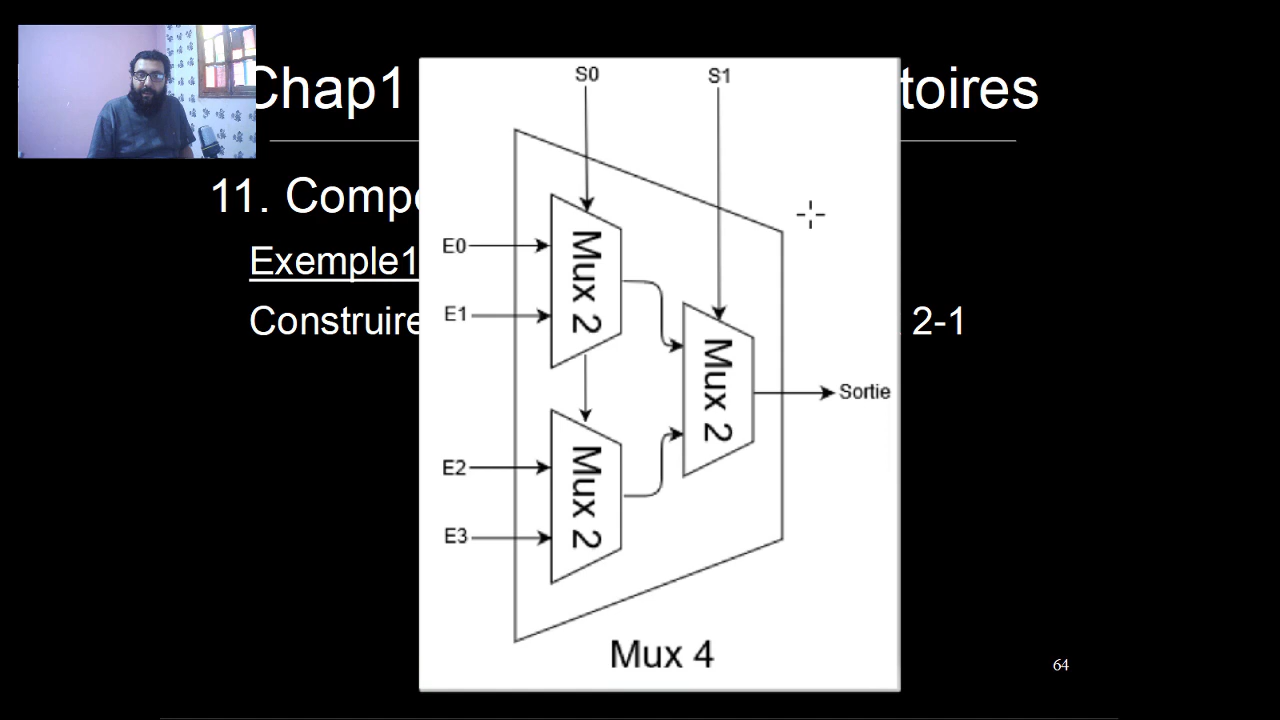 Chap1 toires
11. Comp
Exemple1
Construire 2-1
S0 S1
E0
E1
Mux 2
Mux 2
Sortie
E2
E3
Mux 2
Mux 4
64